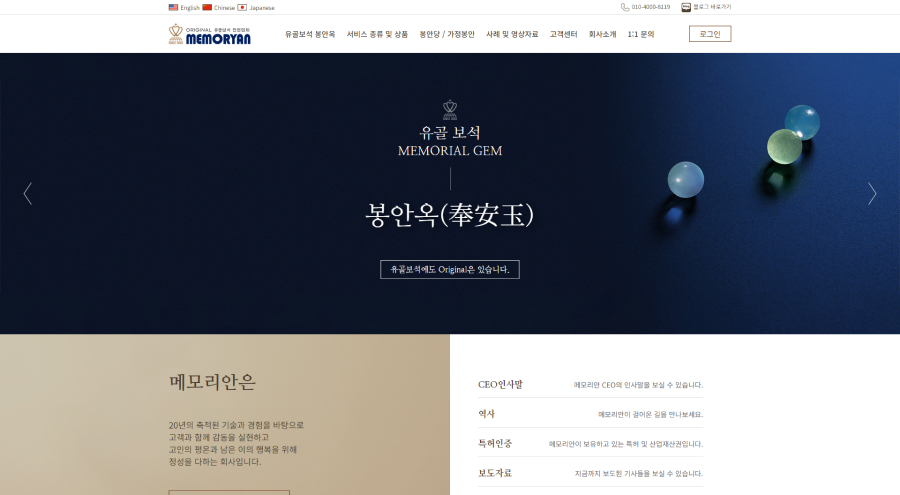 English Chinese Japanese
010-4008-8119 블로그 바로가기
ORIGINAL 유골보석 전문회사
MEMORYAN
유골보석 봉안옥 서비스 종류 및 상품 봉안당 / 가정봉안 사례 및 영상자료 고객센터 회사소개 1:1 문의
로그인
유골 보석
MEMORIAL GEM
봉안옥(奉安玉)
유골보석에도 Original은 있습니다.
메모리안은
20년의 축적된 기술과 경험을 바탕으로
고객과 함께 감동을 실현하고
고인의 평온과 남은 이의 행복을 위해
정성을 다하는 회사입니다.
CEO인사말 메모리안 CEO의 인사말을 보실 수 있습니다.
역사 메모리안이 걸어온 길을 만나보세요.
특허인증 메모리안이 보유하고 있는 특허 및 산업재산권입니다.
보도자료 지금까지 보도된 기사들을 보실 수 있습니다.